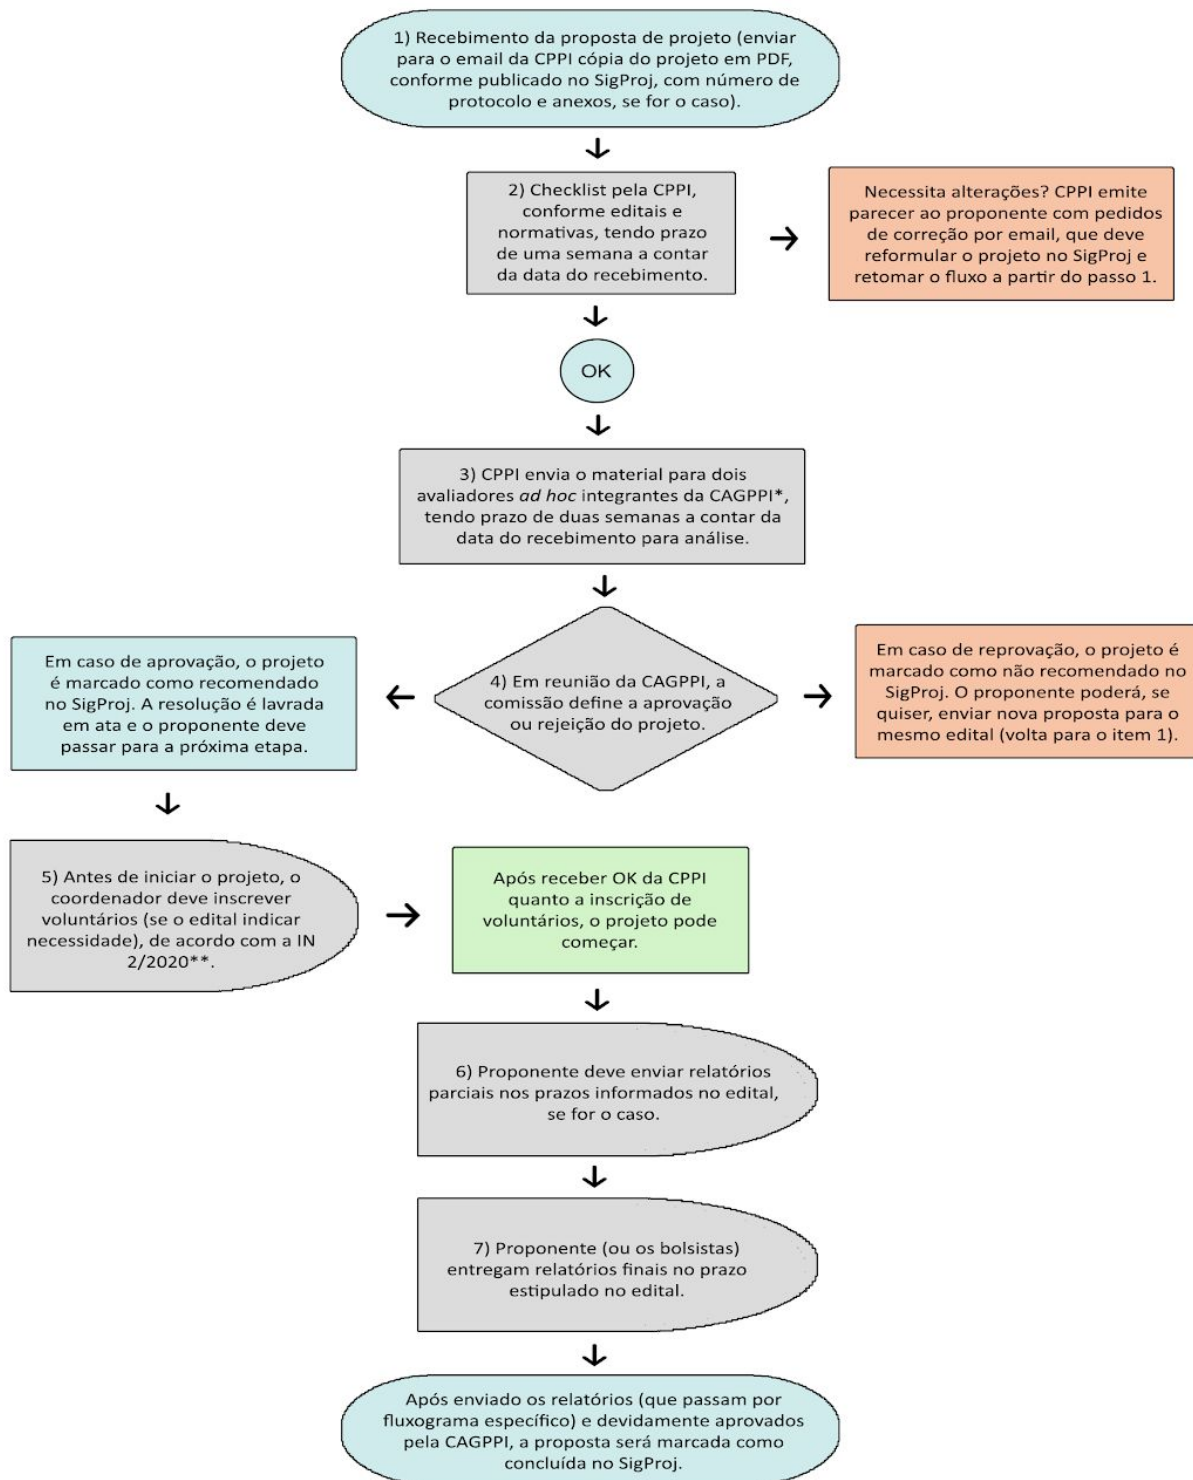 1) Recebimento da proposta de projeto (enviar
para o email da CPPI cópia do projeto em PDF,
conforme publicado no SigProj, com número de
protocolo e anexos, se for o caso).
2) Checklist pela CPPI,
conforme editais e
normativas, tendo prazo
de uma semana a contar
da data do recebimento.
Necessita alterações? CPPI emite
parecer ao proponente com pedidos
de correção por email, que deve
reformular o projeto no SigProj e
retomar o fluxo a partir do passo 1.
OK
3) CPPI envia o material para dois
avaliadores ad hoc integrantes da CAGPPI*,
tendo prazo de duas semanas a contar da
data do recebimento para análise.
Em caso de aprovação, o projeto
é marcado como recomendado
no SigProj. A resolução é lavrada
em ata e o proponente deve
passar para a próxima etapa.
4) Em reunião da CAGPPI, a
comissão define a aprovação
ou rejeição do projeto.
Em caso de reprovação, o projeto é
marcado como não recomendado no
SigProj. O proponente poderá, se
quiser, enviar nova proposta para o
mesmo edital (volta para o item 1).
5) Antes de iniciar o projeto, o
coordenador deve inscrever
voluntários (se o edital indicar
necessidade), de acordo com a IN
2/2020**.
Após receber OK da CPPI
quanto a inscrição de
voluntários, o projeto pode
começar.
6) Proponente deve enviar relatórios
parciais nos prazos informados no edital,
se for o caso.
7) Proponente (ou os bolsistas)
entregam relatórios finais no prazo
estipulado no edital.
Após enviado os relatórios (que passam por
fluxograma específico) e devidamente aprovados
pela CAGPPI, a proposta será marcada como
concluída no SigProj.